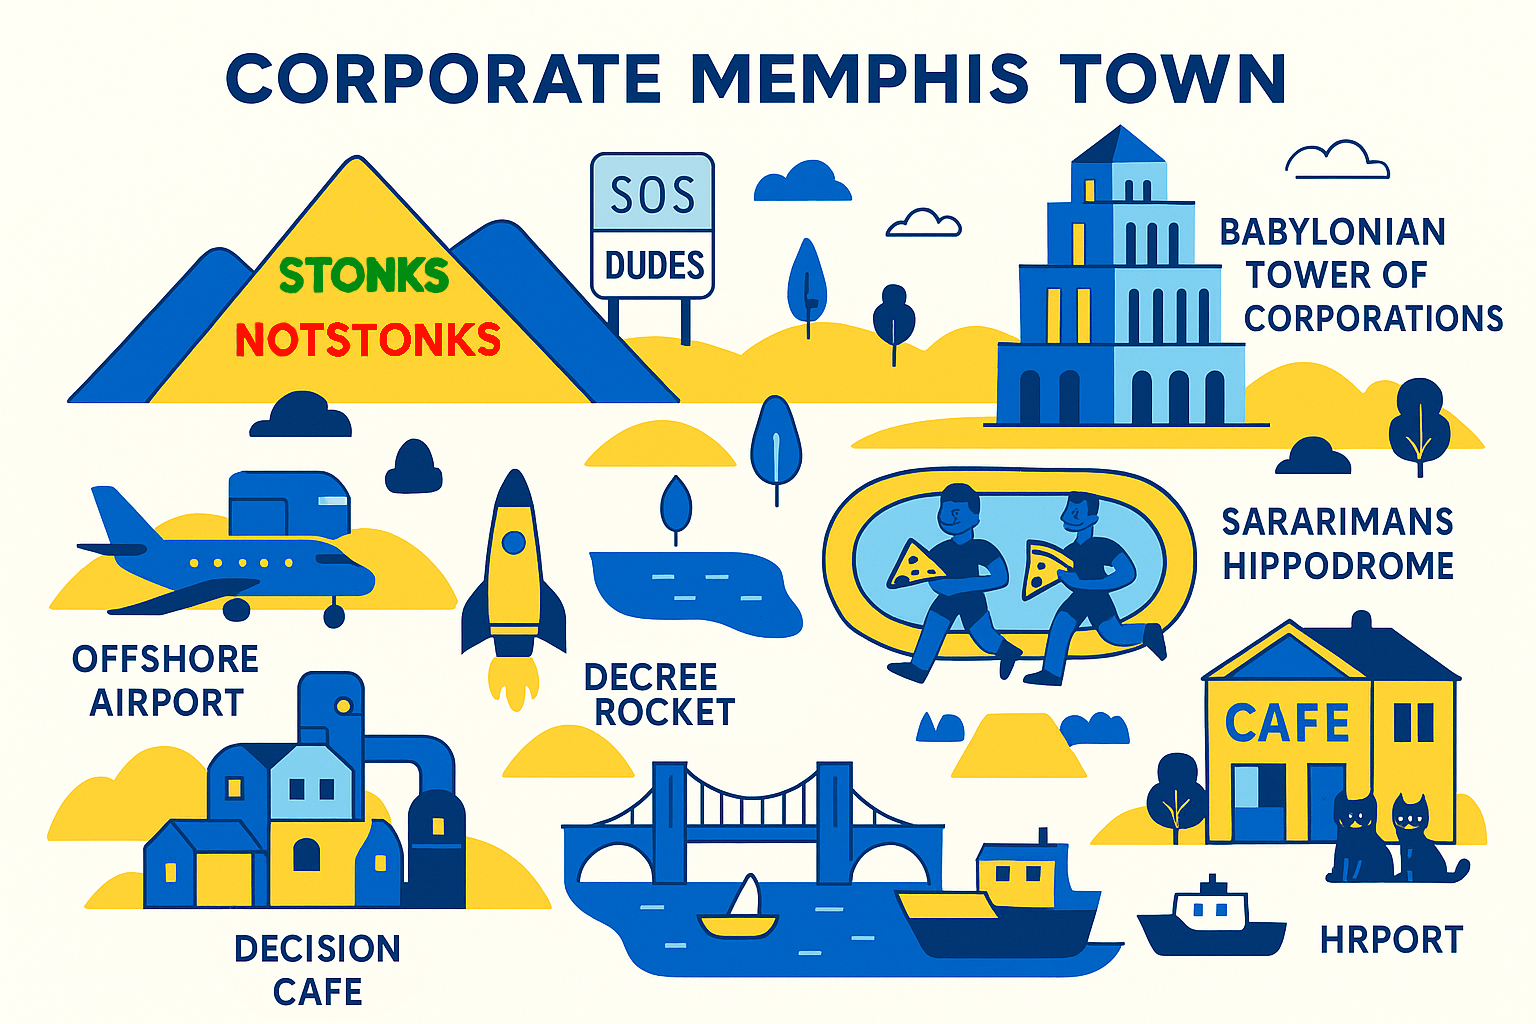 CORPORATE MEMPHIS TOWN
SOS
DUDES
STONKS
NOTSTONKS
BABYLONIAN
TOWER OF
CORPORATIONS
SARARIMANS
HIPPODROME
OFFSHORE
AIRPORT
DECREE
ROCKET
CAFE
DECISION
CAFE
HRPORT